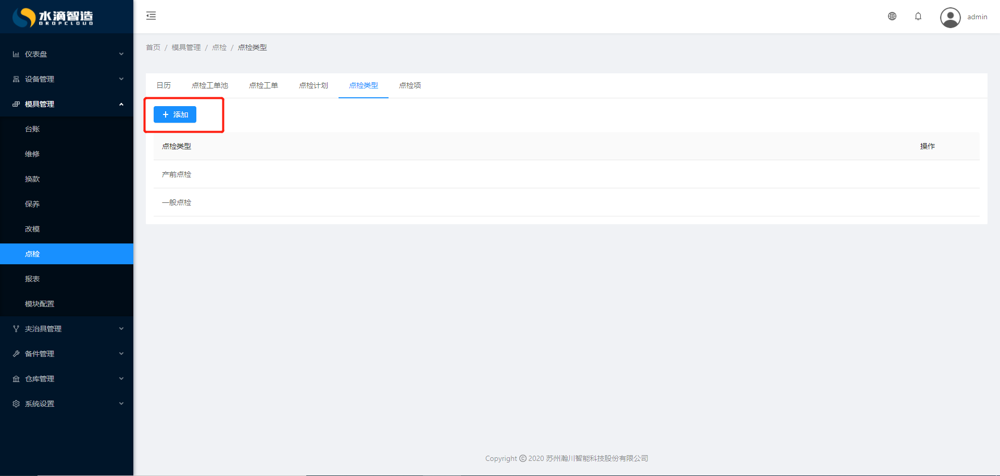 水滴智造
DROPCLOUD
admin
仪表盘
设备管理
模具管理
台账
维修
换款
保养
改模
点检
报表
模块配置
夹治具管理
备件管理
仓库管理
系统设置
首页 / 模具管理 / 点检 / 点检类型
日历 点检工单池 点检工单 点检计划 点检类型 点检项
+ 添加
点检类型 操作
产前点检
一般点检
Copyright © 2020 苏州瀚川智能科技股份有限公司